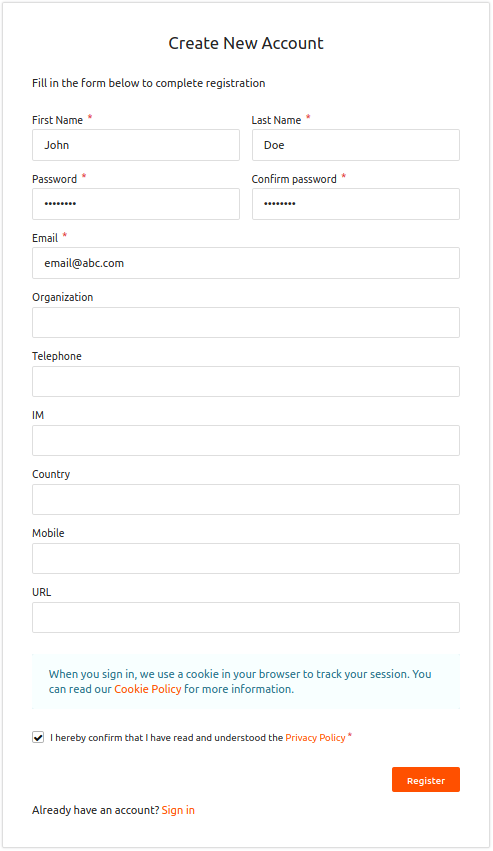 Create New Account
Fill in the form below to complete registration
First Name *
Last Name *
John
Doe
Password *
Confirm password *
••••••••
••••••••
Email *
email@abc.com
Organization
Telephone
IM
Country
Mobile
URL
When you sign in, we use a cookie in your browser to track your session. You
can read our Cookie Policy for more information.
I hereby confirm that I have read and understood the Privacy Policy *
Register
Already have an account? Sign in